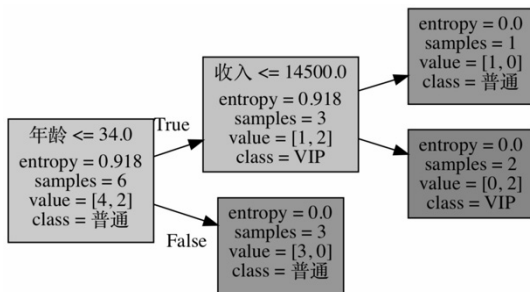 年龄 <= 34.0
entropy = 0.918
samples = 6
value = [4, 2]
class = 普通
True
False
收入 <= 14500.0
entropy = 0.918
samples = 3
value = [1, 2]
class = VIP
entropy = 0.0
samples = 3
value = [3, 0]
class = 普通
entropy = 0.0
samples = 1
value = [1, 0]
class = 普通
entropy = 0.0
samples = 2
value = [0, 2]
class = VIP